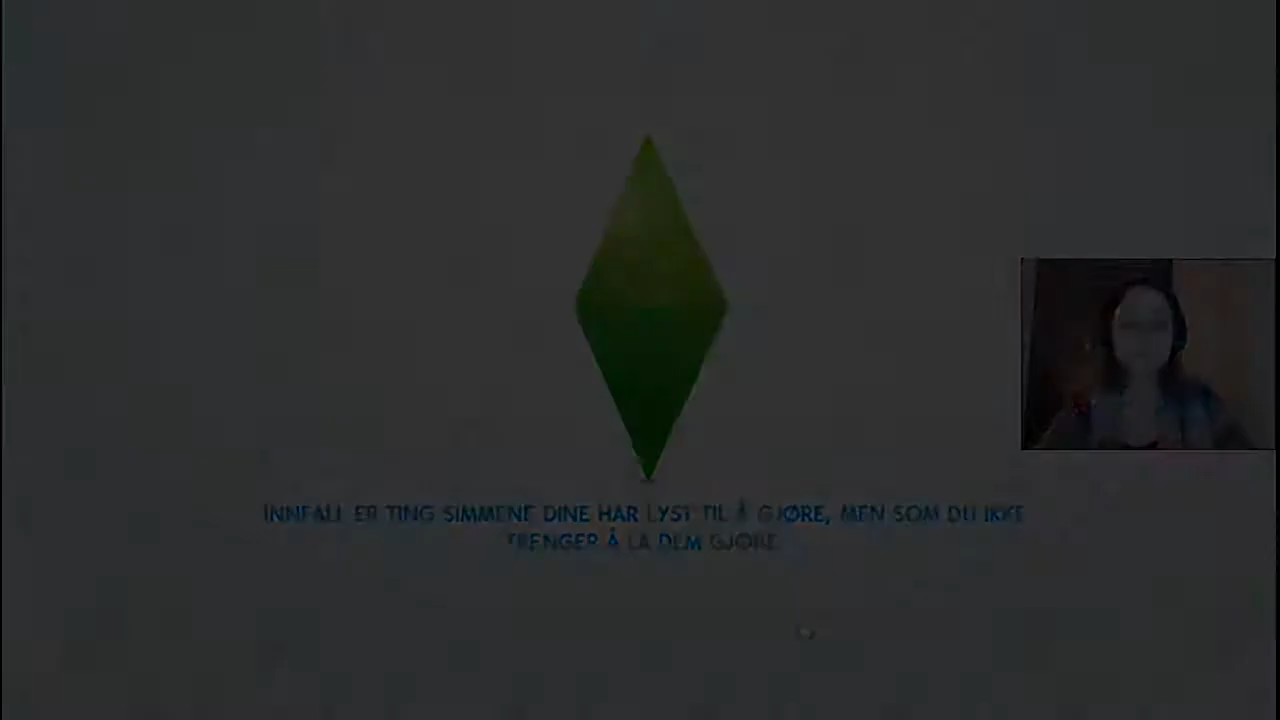 INNFALL ER TING SIMMENE DINE HAR LYST TIL Å GJØRE, MEN SOM DU IKKE
TRENGER Å LA DEM GJØRE